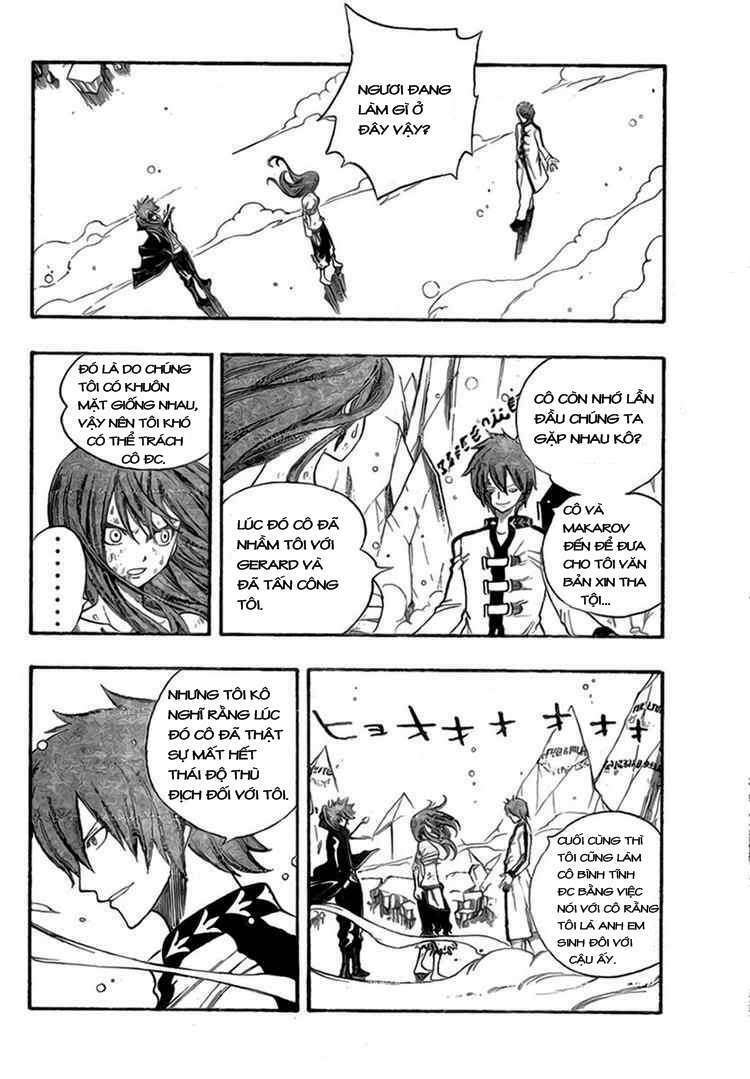 NGƯƠI ĐANG
LÀM GÌ Ở
ĐÂY VẬY?
CÔ CÒN NHỚ LẦN
ĐẦU CHÚNG TA
GẶP NHAU KÔ?
CÔ VÀ
MAKAROV
ĐẾN ĐỂ ĐƯA
CHO TÔI VĂN
BẢN XIN THA
TỘI...
LÚC ĐÓ CÔ ĐÃ
NHẦM TÔI VỚI
GERARD VÀ
ĐÃ TẤN CÔNG
TÔI.
ĐÓ LÀ DO CHÚNG
TÔI CÓ KHUÔN
MẶT GIỐNG NHAU,
VẬY NÊN TÔI KHÓ
CÓ THỂ TRÁCH
CÔ ĐC.
ヒョオオオオオオオ
CUỐI CÙNG THÌ
TÔI CŨNG LÀM
CÔ BÌNH TĨNH
ĐC BẰNG VIỆC
NÓI VỚI CÔ RẰNG
TÔI LÀ ANH EM
SINH ĐÔI VỚI
CẬU ẤY.
NHƯNG TÔI KÔ
NGHĨ RẰNG LÚC
ĐÓ CÔ ĐÃ THẬT
SỰ MẤT HẾT
THÁI ĐỘ THÙ
ĐỊCH ĐỐI VỚI TÔI.